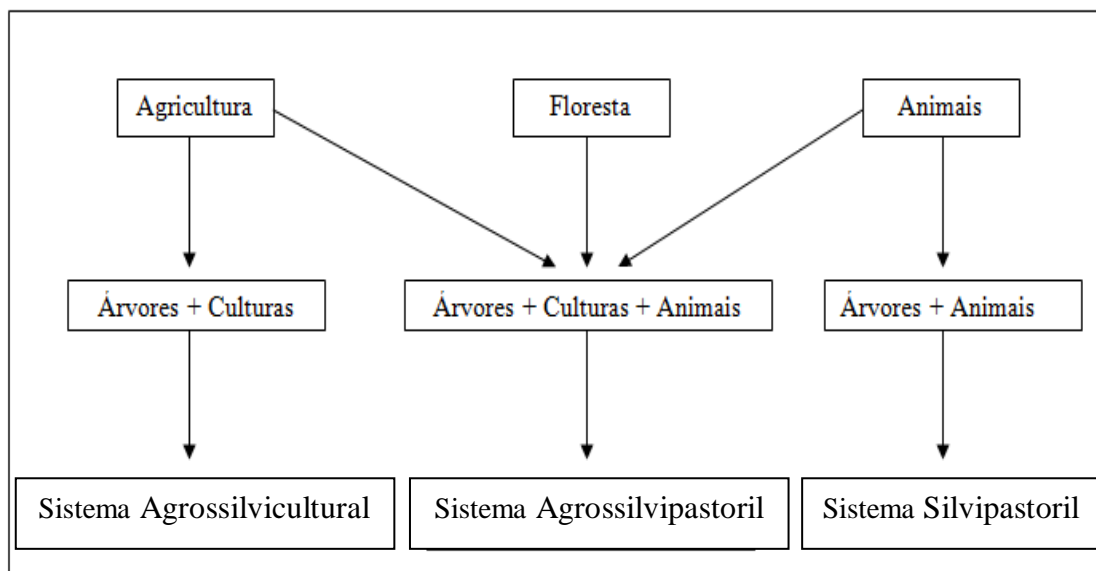 Agricultura
Floresta
Animais
Árvores + Culturas
Árvores + Culturas + Animais
Árvores + Animais
Sistema Agrossilvicultural
Sistema Agrossilvipastoril
Sistema Silvipastoril